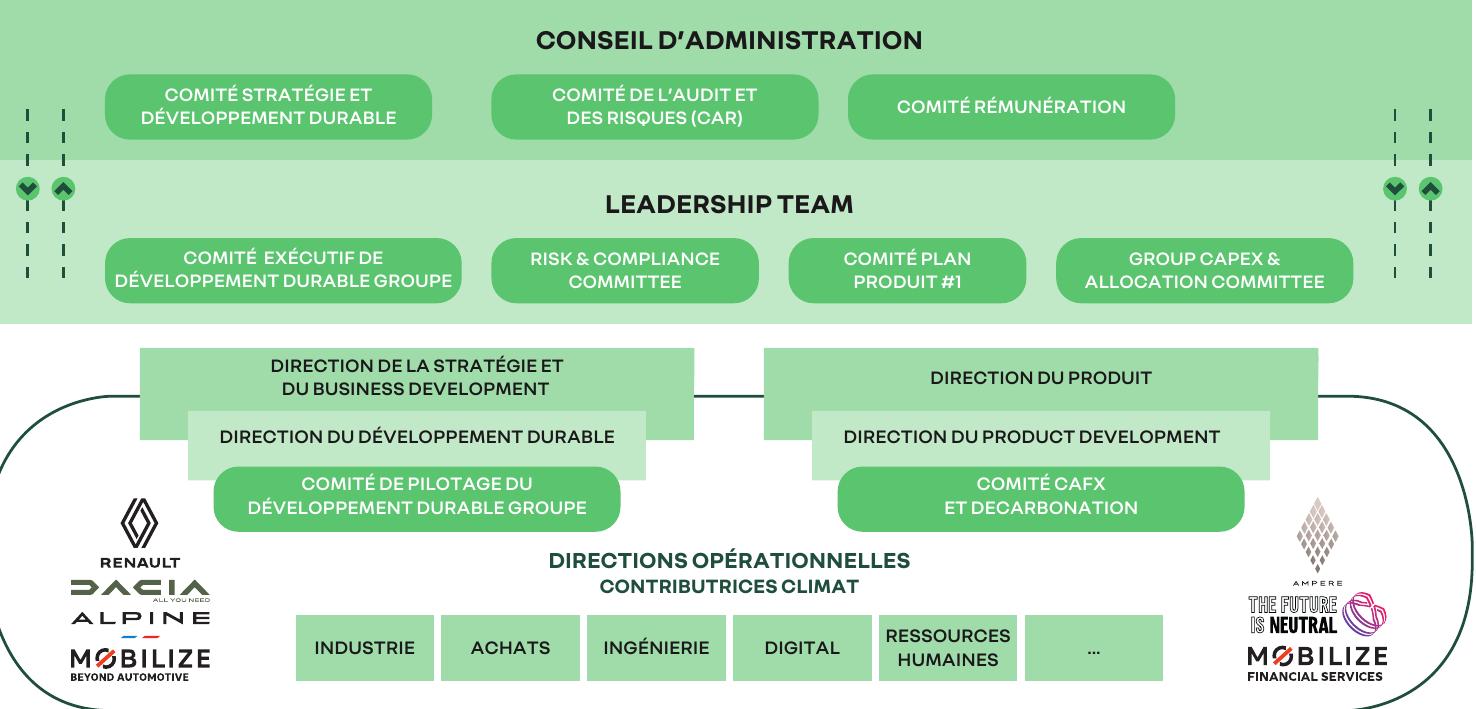 CONSEIL D'ADMINISTRATION
COMITÉ STRATÉGIE ET
DÉVELOPPEMENT DURABLE
COMITÉ DE L'AUDIT ET
DES RISQUES (CAR)
COMITÉ RÉMUNÉRATION
LEADERSHIP TEAM
COMITÉ EXÉCUTIF DE
DÉVELOPPEMENT DURABLE GROUPE
RISK & COMPLIANCE
COMMITTEE
COMITÉ PLAN
PRODUIT #1
GROUP CAPEX &
ALLOCATION COMMITTEE
DIRECTION DE LA STRATÉGIE ET
DU BUSINESS DEVELOPMENT
DIRECTION DU DÉVELOPPEMENT DURABLE
COMITÉ DE PILOTAGE DU
DÉVELOPPEMENT DURABLE GROUPE
DIRECTION DU PRODUIT
DIRECTION DU PRODUCT DEVELOPMENT
COMITÉ CAFX
ET DECARBONATION
RENAULT
DACIA
ALL YOU NEED
ALPINE
MOBILIZE
BEYOND AUTOMOTIVE
DIRECTIONS OPÉRATIONNELLES
CONTRIBUTRICES CLIMAT
INDUSTRIE
ACHATS
INGÉNIERIE
DIGITAL
RESSOURCES
HUMAINES
...
AMPERE
THE FUTURE
IS NEUTRAL
MOBILIZE
FINANCIAL SERVICES